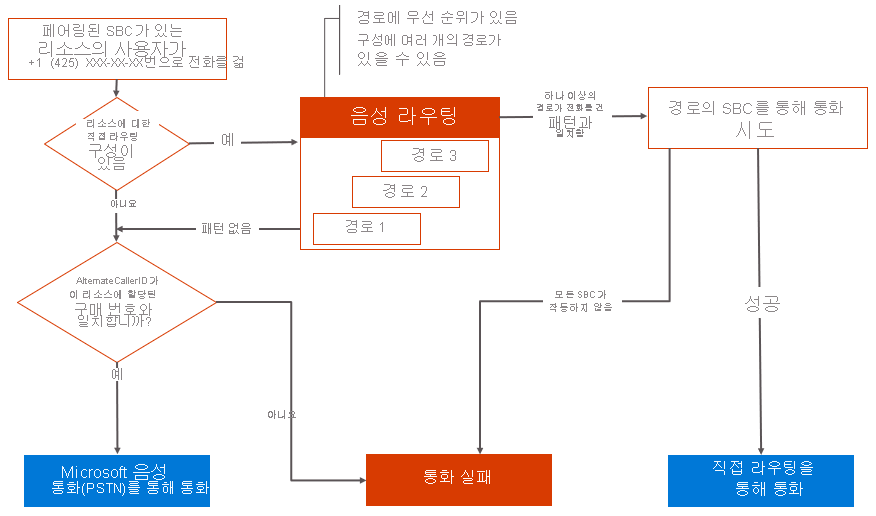 페어링된 SBC가 있는
리소스의 사용자가
+1 (425) XXX-XX-XX번으로 전화를 걺
경로에 우선 순위가 있음
구성에 여러 개의 경로가
있을 수 있음
리소스에 대한
직접 라우팅
구성이
있음
예
음성 라우팅
경로 3
경로 2
경로 1
하나 이상의
경로가 전화를 건
패턴과
일치함
경로의 SBC를 통해 통화
시도
아니요
패턴 없음
AlternateCallerID가
이 리소스에 할당된
구매 번호와
일치합니까?
모든 SBC가
작동하지 않음
성공
예
아니요
Microsoft 음성
통화(PSTN)를 통해 통화
통화 실패
직접 라우팅을
통해 통화